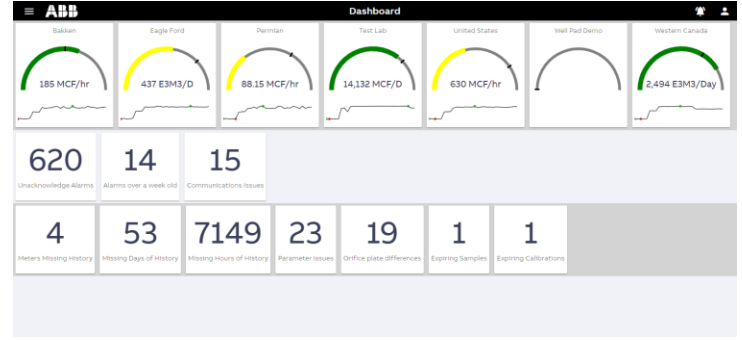 ABB Dashboard
Bakken Eagle Ford Permian Test Lab United States Well Pad Demo Western Canada
185 MCF/hr 437 E3M3/D 88.15 MCF/hr 14,132 MCF/D 630 MCF/hr 2,494 E3M3/Day
620 14 15
Unacknowledge Alarms Alarms over a week old Communications Issues
4 53 7149 23 19 1 1
Meters Missing History Missing Days of History Missing Hours of History Parameter Issues Orifice plate differences Expiring Samples Expiring Calibrations